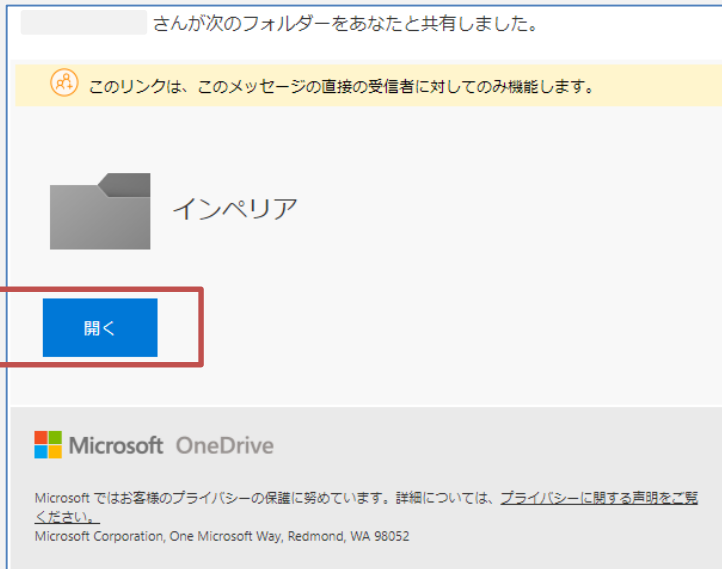 さんが次のフォルダーをあなたと共有しました。
このリンクは、このメッセージの直接の受信者に対してのみ機能します。
インペリア
開く
Microsoft OneDrive
Microsoft ではお客様のプライバシーの保護に努めています。詳細については、プライバシーに関する声明をご覧
ください。
Microsoft Corporation, One Microsoft Way, Redmond, WA 98052